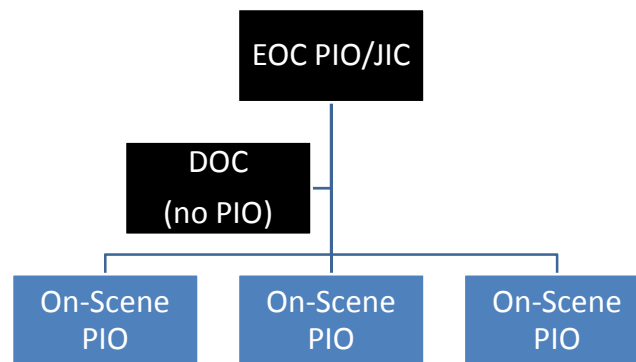 EOC PIO/JIC
DOC
(no PIO)
On-Scene
PIO
On-Scene
PIO
On-Scene
PIO